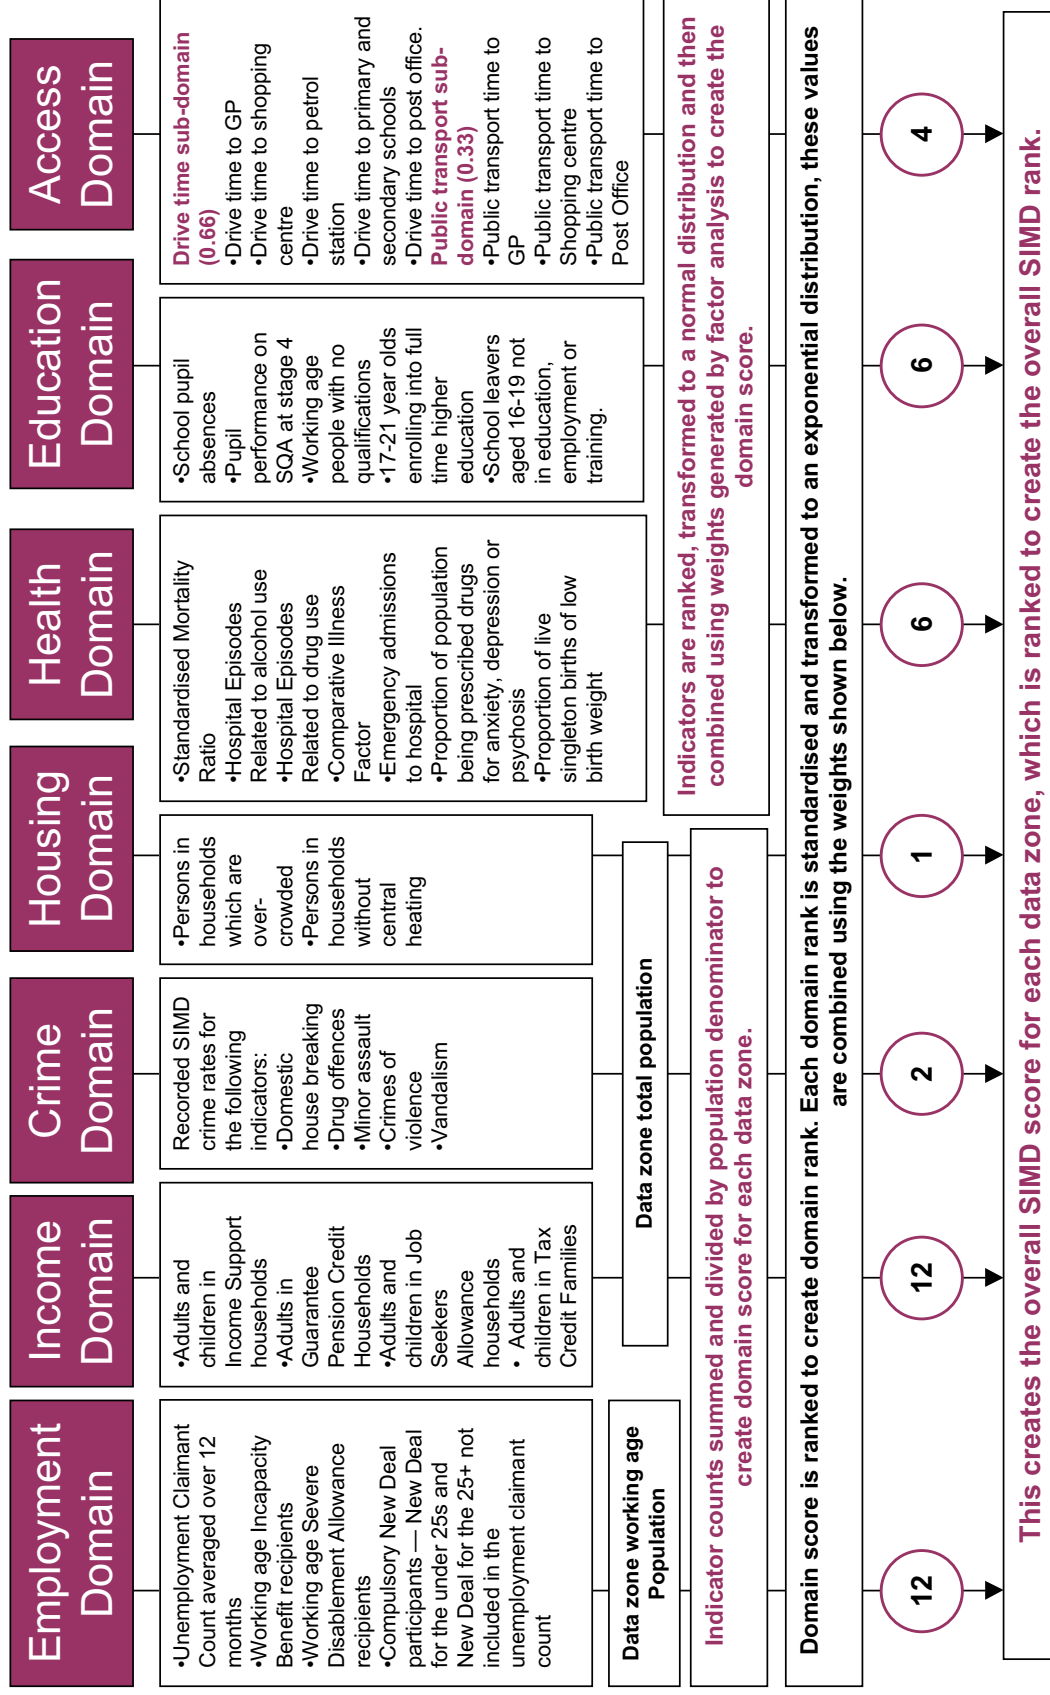 Employment
Domain
Income
Domain
Crime
Domain
Housing
Domain
Health
Domain
Education
Domain
Access
Domain
•Unemployment Claimant
Count averaged over 12
months
•Working age Incapacity
Benefit recipients
•Working age Severe
Disablement Allowance
recipients
•Compulsory New Deal
participants — New Deal
for the under 25s and
New Deal for the 25+ not
included in the
unemployment claimant
count
•Adults and
children in
Income Support
households
•Adults in
Guarantee
Pension Credit
Households
•Adults and
children in Job
Seekers
Allowance
households
• Adults and
children in Tax
Credit Families
Recorded SIMD
crime rates for
the following
indicators:
•Domestic
house breaking
•Drug offences
•Minor assault
•Crimes of
violence
•Vandalism
•Persons in
households
which are
over-
crowded
•Persons in
households
without
central
heating
•Standardised Mortality
Ratio
•Hospital Episodes
Related to alcohol use
•Hospital Episodes
Related to drug use
•Comparative Illness
Factor
•Emergency admissions
to hospital
•Proportion of population
being prescribed drugs
for anxiety, depression or
psychosis
•Proportion of live
singleton births of low
birth weight
•School pupil
absences
•Pupil
performance on
SQA at stage 4
•Working age
people with no
qualifications
•17-21 year olds
enrolling into full
time higher
education
•School leavers
aged 16-19 not
in education,
employment or
training.
Drive time sub-domain
(0.66)
•Drive time to GP
•Drive time to shopping
centre
•Drive time to petrol
station
•Drive time to primary and
secondary schools
•Drive time to post office.
Public transport sub-
domain (0.33)
•Public transport time to
GP
•Public transport time to
Shopping centre
•Public transport time to
Post Office
Data zone working age
Population
Data zone total population
Indicator counts summed and divided by population denominator to
create domain score for each data zone.
Indicators are ranked, transformed to a normal distribution and then
combined using weights generated by factor analysis to create the
domain score.
Domain score is ranked to create domain rank. Each domain rank is standardised and transformed to an exponential distribution, these values
are combined using the weights shown below.
12
12
2
1
6
6
4
This creates the overall SIMD score for each data zone, which is ranked to create the overall SIMD rank.